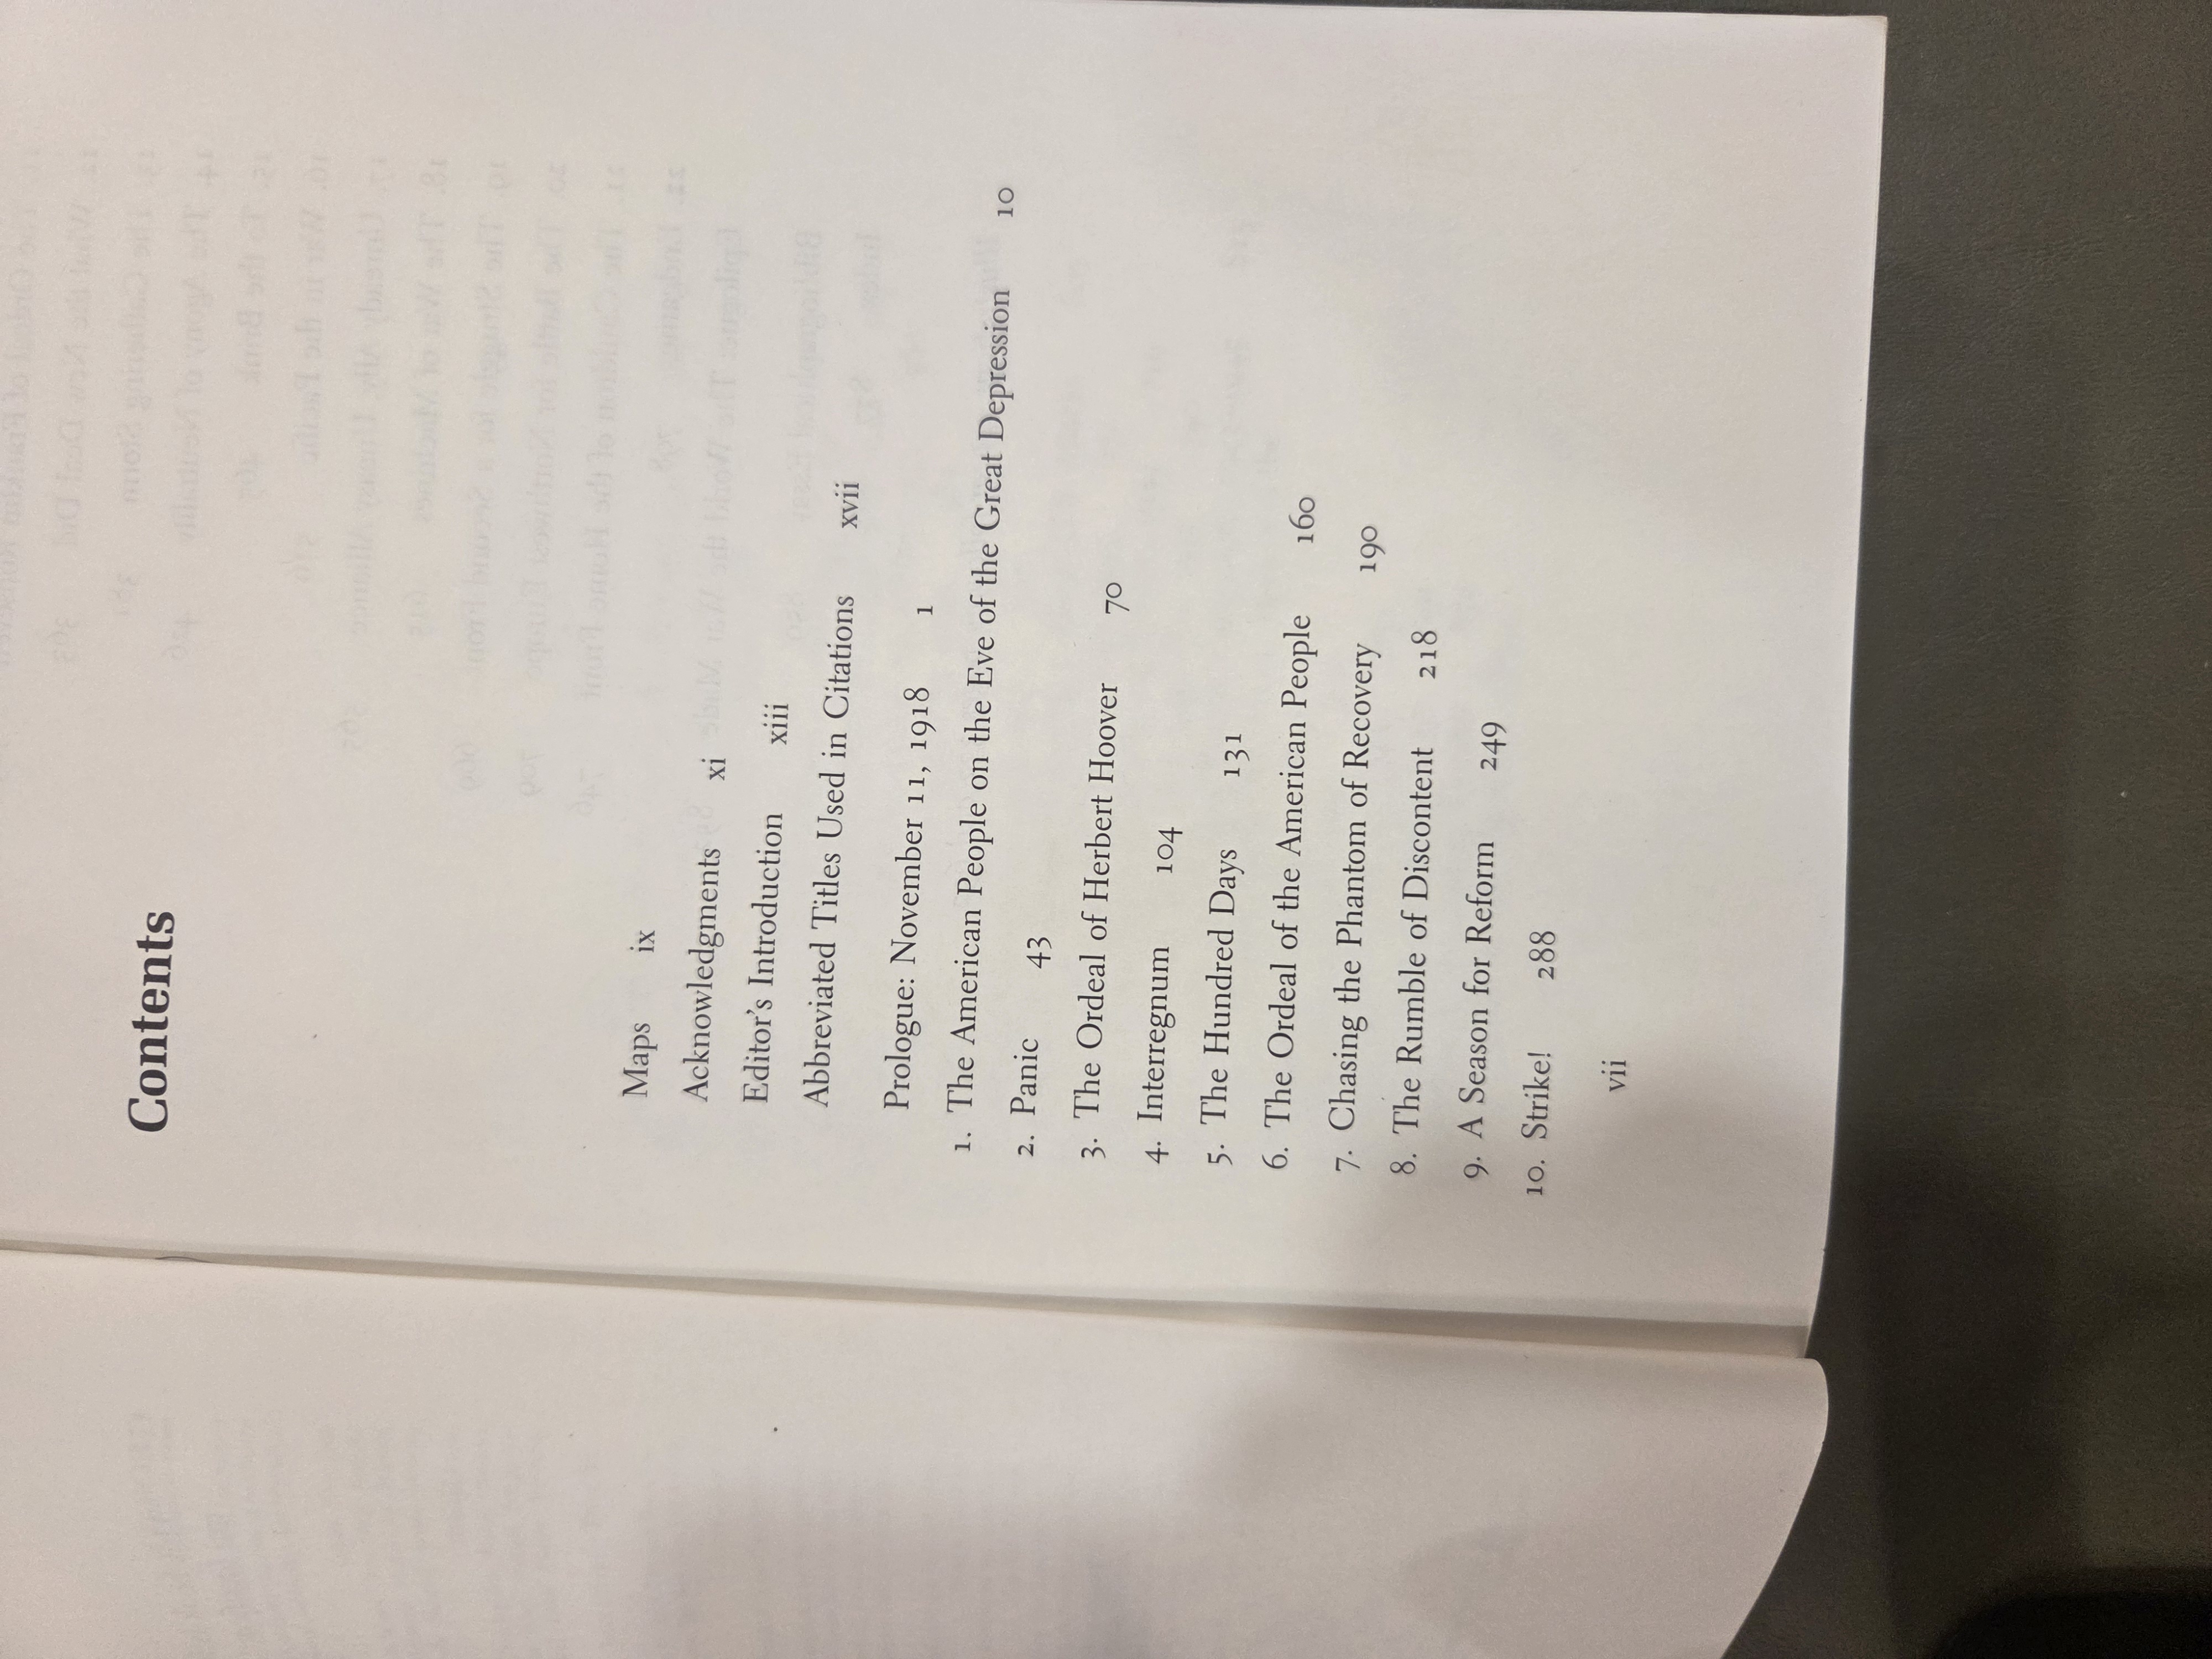 Contents
Maps ix
Acknowledgments xi
Editor's Introduction xiii
Abbreviated Titles Used in Citations xvii
Prologue: November 11, 1918 1
1. The American People on the Eve of the Great Depression 10
2. Panic 43
3. The Ordeal of Herbert Hoover 70
4. Interregnum 104
5. The Hundred Days 131
6. The Ordeal of the American People 160
7. Chasing the Phantom of Recovery 190
8. The Rumble of Discontent 218
9. A Season for Reform 249
10. Strike! 288
vii